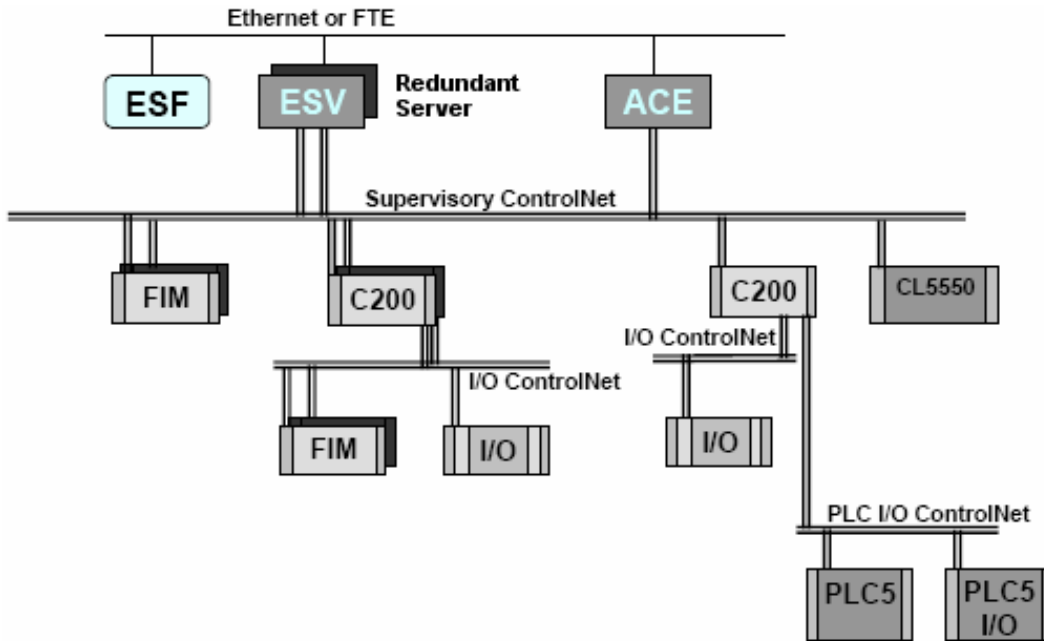 Ethernet or FTE
ESF
ESV
Redundant
Server
ACE
Supervisory ControlNet
FIM
C200
C200
CL5550
I/O ControlNet
I/O ControlNet
FIM
I/O
I/O
PLC I/O ControlNet
PLC5
PLC5
I/O